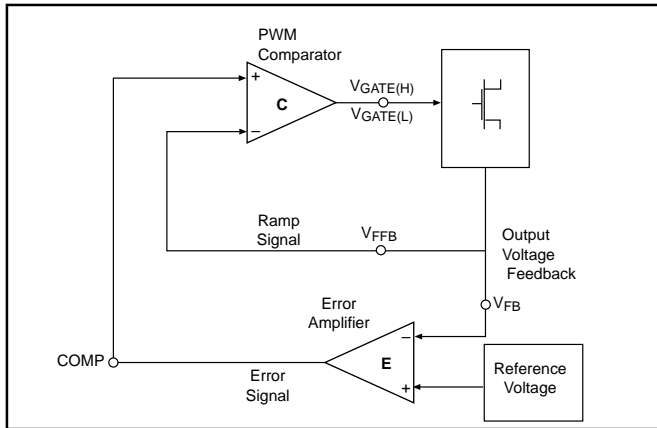 PWM
Comparator
+
C
–
VGATE(H)
VGATE(L)
Ramp
Signal
VFFB
Output
Voltage
Feedback
VFB
Error
Amplifier
–
E
+
COMP
Error
Signal
Reference
Voltage